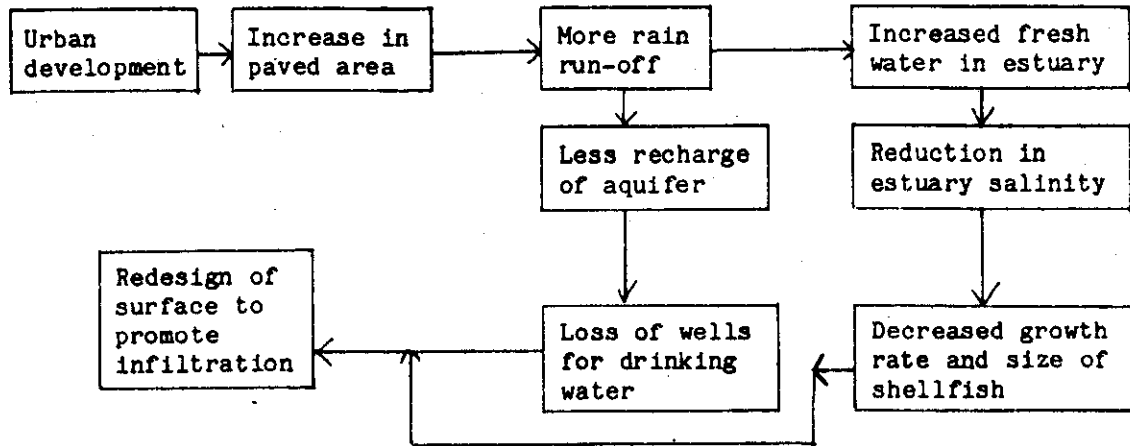 Urban
development
Increase in
paved area
More rain
run-off
Increased fresh
water in estuary
Less recharge
of aquifer
Reduction in
estuary salinity
Redesign of
surface to
promote
infiltration
Loss of wells
for drinking
water
Decreased growth
rate and size of
shellfish